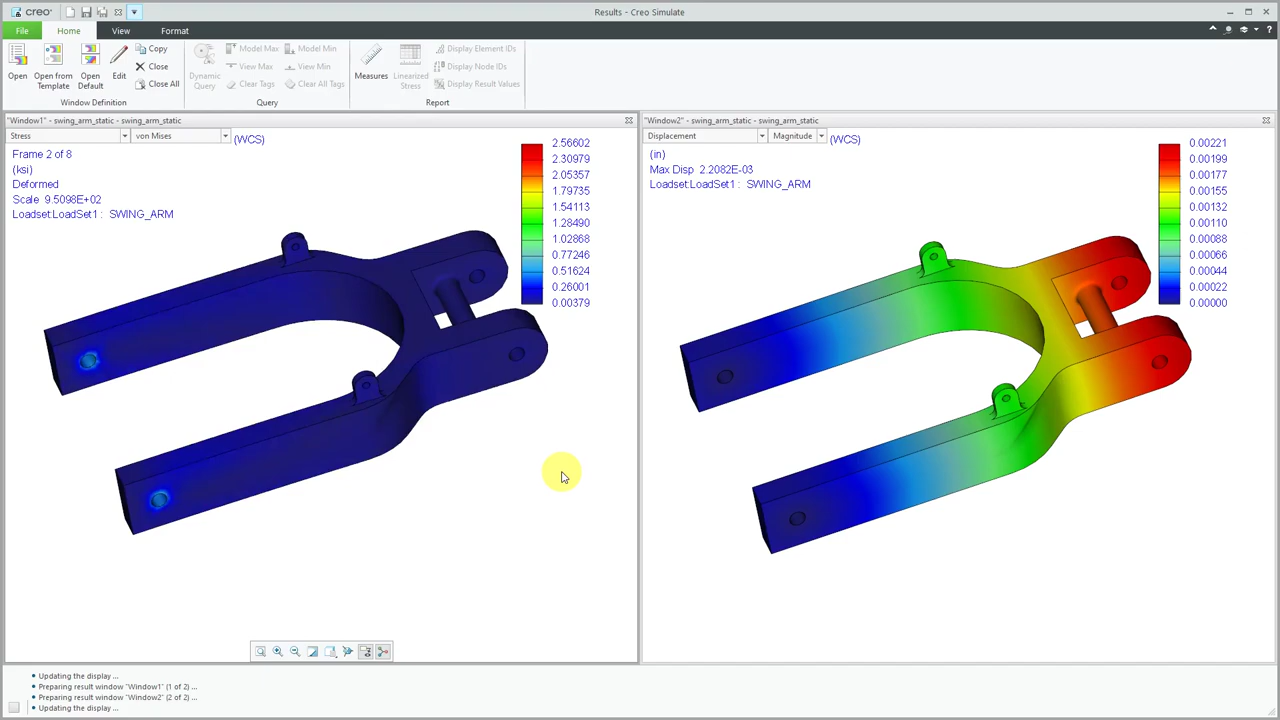 creo
Results - Creo Simulate
File
Home
View
Format
Open
Open from Template
Open Default
Edit
Copy
Close
Close All
Window Definition
Dynamic Query
Model Max
Model Min
View Max
View Min
Clear Tags
Clear All Tags
Query
Measures
Linearized Stress
Display Element IDs
Display Node IDs
Display Result Values
Report
"Window1" - swing_arm_static - swing_arm_static
Stress
von Mises
(WCS)
Frame 2 of 8
(ksi)
Deformed
Scale 9.5098E+02
Loadset:LoadSet1 : SWING_ARM
2.56602
2.30979
2.05357
1.79735
1.54113
1.28490
1.02868
0.77246
0.51624
0.26001
0.00379
"Window2" - swing_arm_static - swing_arm_static
Displacement
Magnitude
(WCS)
(in)
Max Disp 2.2082E-03
Loadset:LoadSet1 : SWING_ARM
0.00221
0.00199
0.00177
0.00155
0.00132
0.00110
0.00088
0.00066
0.00044
0.00022
0.00000
Updating the display ...
Preparing result window "Window1" (1 of 2) ...
Preparing result window "Window2" (2 of 2) ...
Updating the display ...